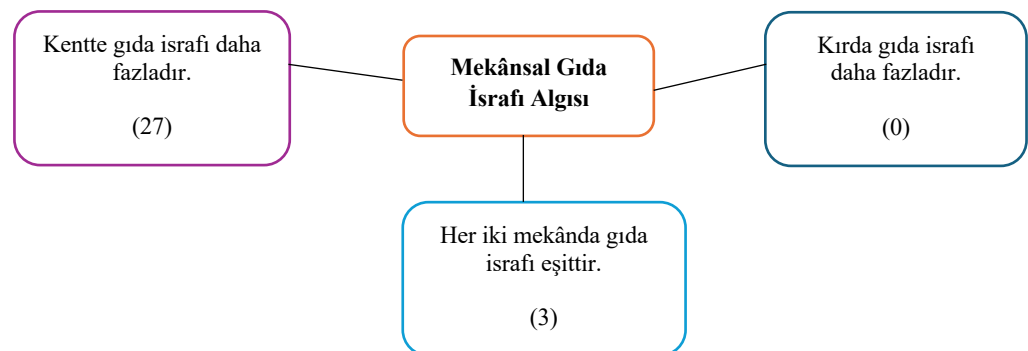 Kentte gıda israfı daha
fazladır.
(27)
Mekânsal Gıda
İsrafı Algısı
Kırda gıda israfı
daha fazladır.
(0)
Her iki mekânda gıda
israfı eşittir.
(3)